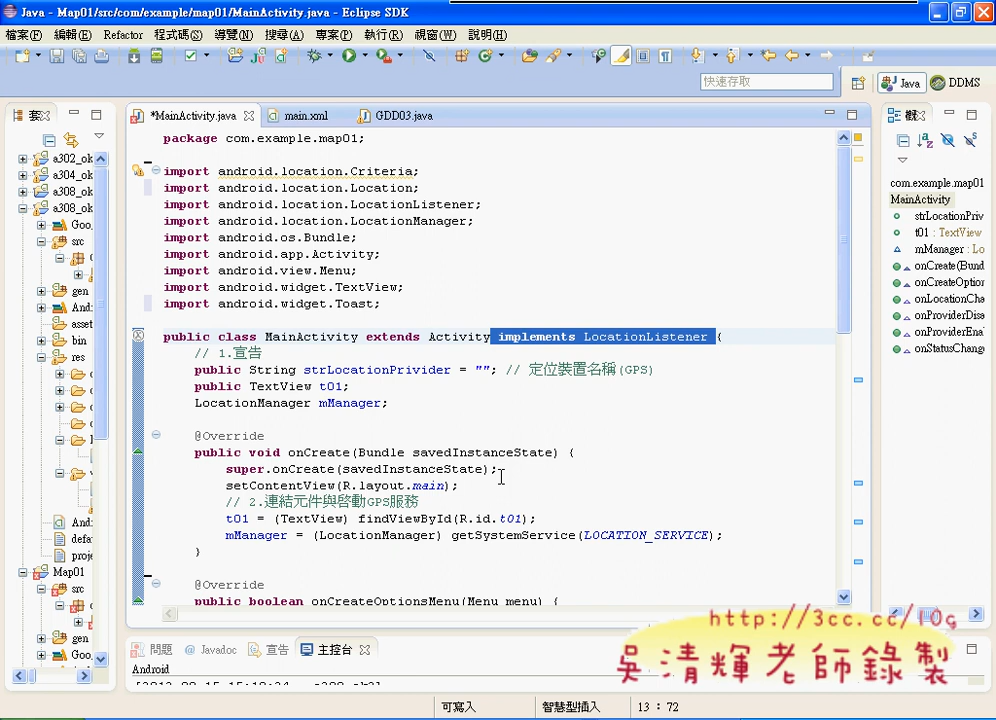 Java - Map01/src/com/example/map01/MainActivity.java - Eclipse SDK
檔案(F) 編輯(E) Refactor 程式碼(S) 導覽(N) 搜尋(A) 專案(P) 執行(R) 視窗(W) 說明(H)
快速存取
Java DDMS
套
*MainActivity.java main.xml GDD03.java
概
a302_ok
a304_ok
a308_ok
a308_ok
Goo
src
gen
And
asset
bin
res
And
defa
proje
Map01
src
gen
Goo
package com.example.map01;
import android.location.Criteria;
import android.location.Location;
import android.location.LocationListener;
import android.location.LocationManager;
import android.os.Bundle;
import android.app.Activity;
import android.view.Menu;
import android.widget.TextView;
import android.widget.Toast;
public class MainActivity extends Activity implements LocationListener {
// 1.宣告
public String strLocationPrivider = ""; // 定位裝置名稱(GPS)
public TextView t01;
LocationManager mManager;
@Override
public void onCreate(Bundle savedInstanceState) {
super.onCreate(savedInstanceState);
setContentView(R.layout.main);
// 2.連結元件與啓動GPS服務
t01 = (TextView) findViewById(R.id.t01);
mManager = (LocationManager) getSystemService(LOCATION_SERVICE);
}
@Override
public boolean onCreateOptionsMenu(Menu menu) {
com.example.map01
MainActivity
strLocationPriv
t01 : TextView
mManager : Lo
onCreate(Bund
onCreateOption
onLocationCha
onProviderDisa
onProviderEna
onStatusChang
問題 Javadoc 宣告 主控台
Android
http://3cc.cc/10g
吳清輝老師錄製
可寫入 智慧型插入 13 : 72